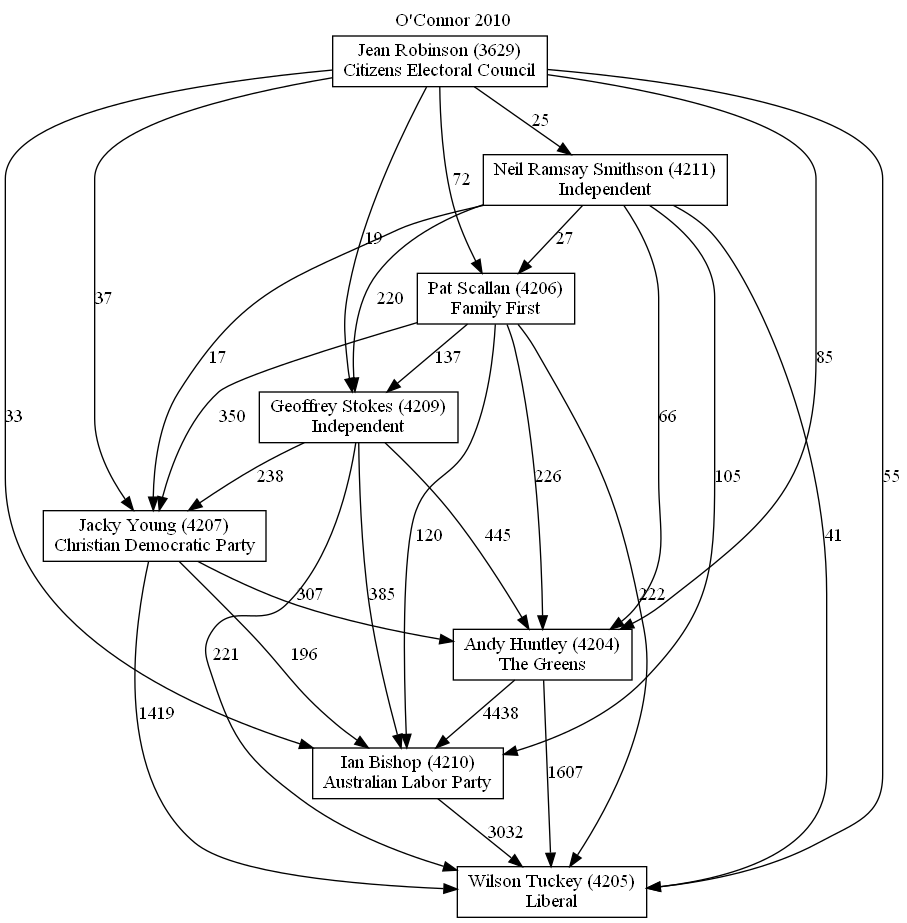 O'Connor 2010
Jean Robinson (3629)
Citizens Electoral Council
25
Neil Ramsay Smithson (4211)
Independent
72
19
27
Pat Scallan (4206)
Family First
37
220
17
137
85
Geoffrey Stokes (4209)
Independent
33
350
66
238
226
105
55
Jacky Young (4207)
Christian Democratic Party
120
445
41
307
385
222
Andy Huntley (4204)
The Greens
221
196
1419
4438
Ian Bishop (4210)
Australian Labor Party
1607
3032
Wilson Tuckey (4205)
Liberal